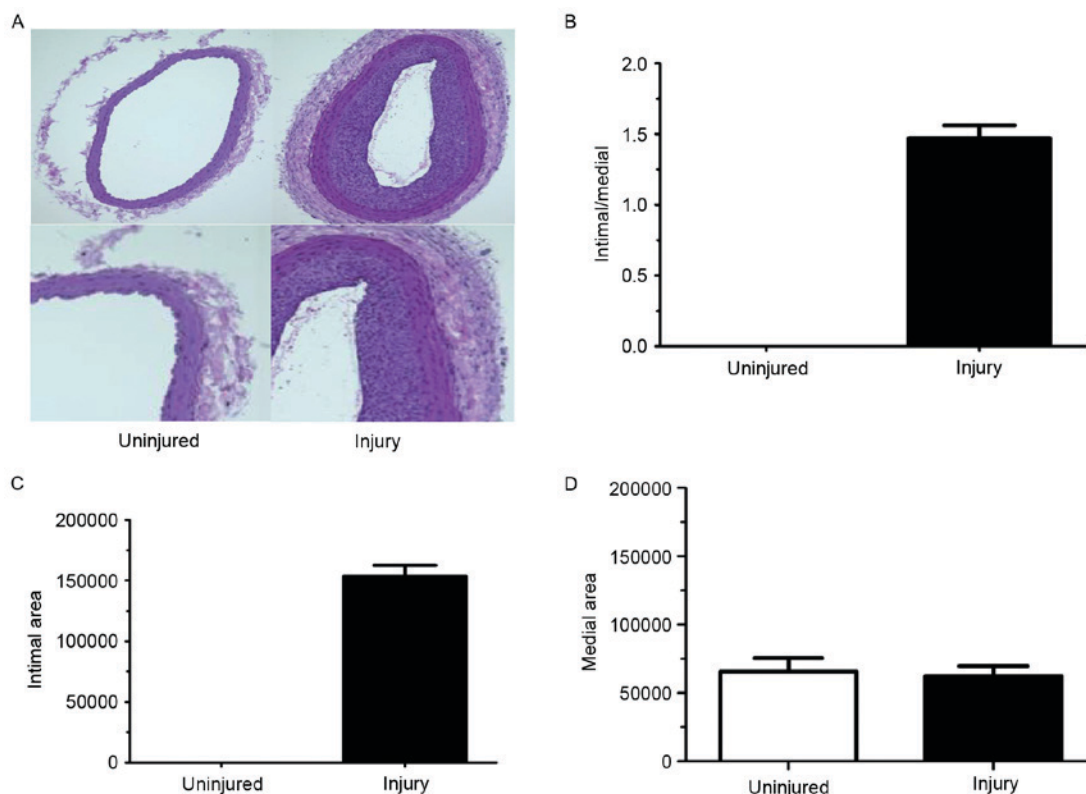 A
Uninjured Injury
B
Intimal/medial
2.0
1.5
1.0
0.5
0.0
Uninjured Injury
C
Intimal area
200000
150000
100000
50000
0
Uninjured Injury
D
Medial area
200000
150000
100000
50000
0
Uninjured Injury